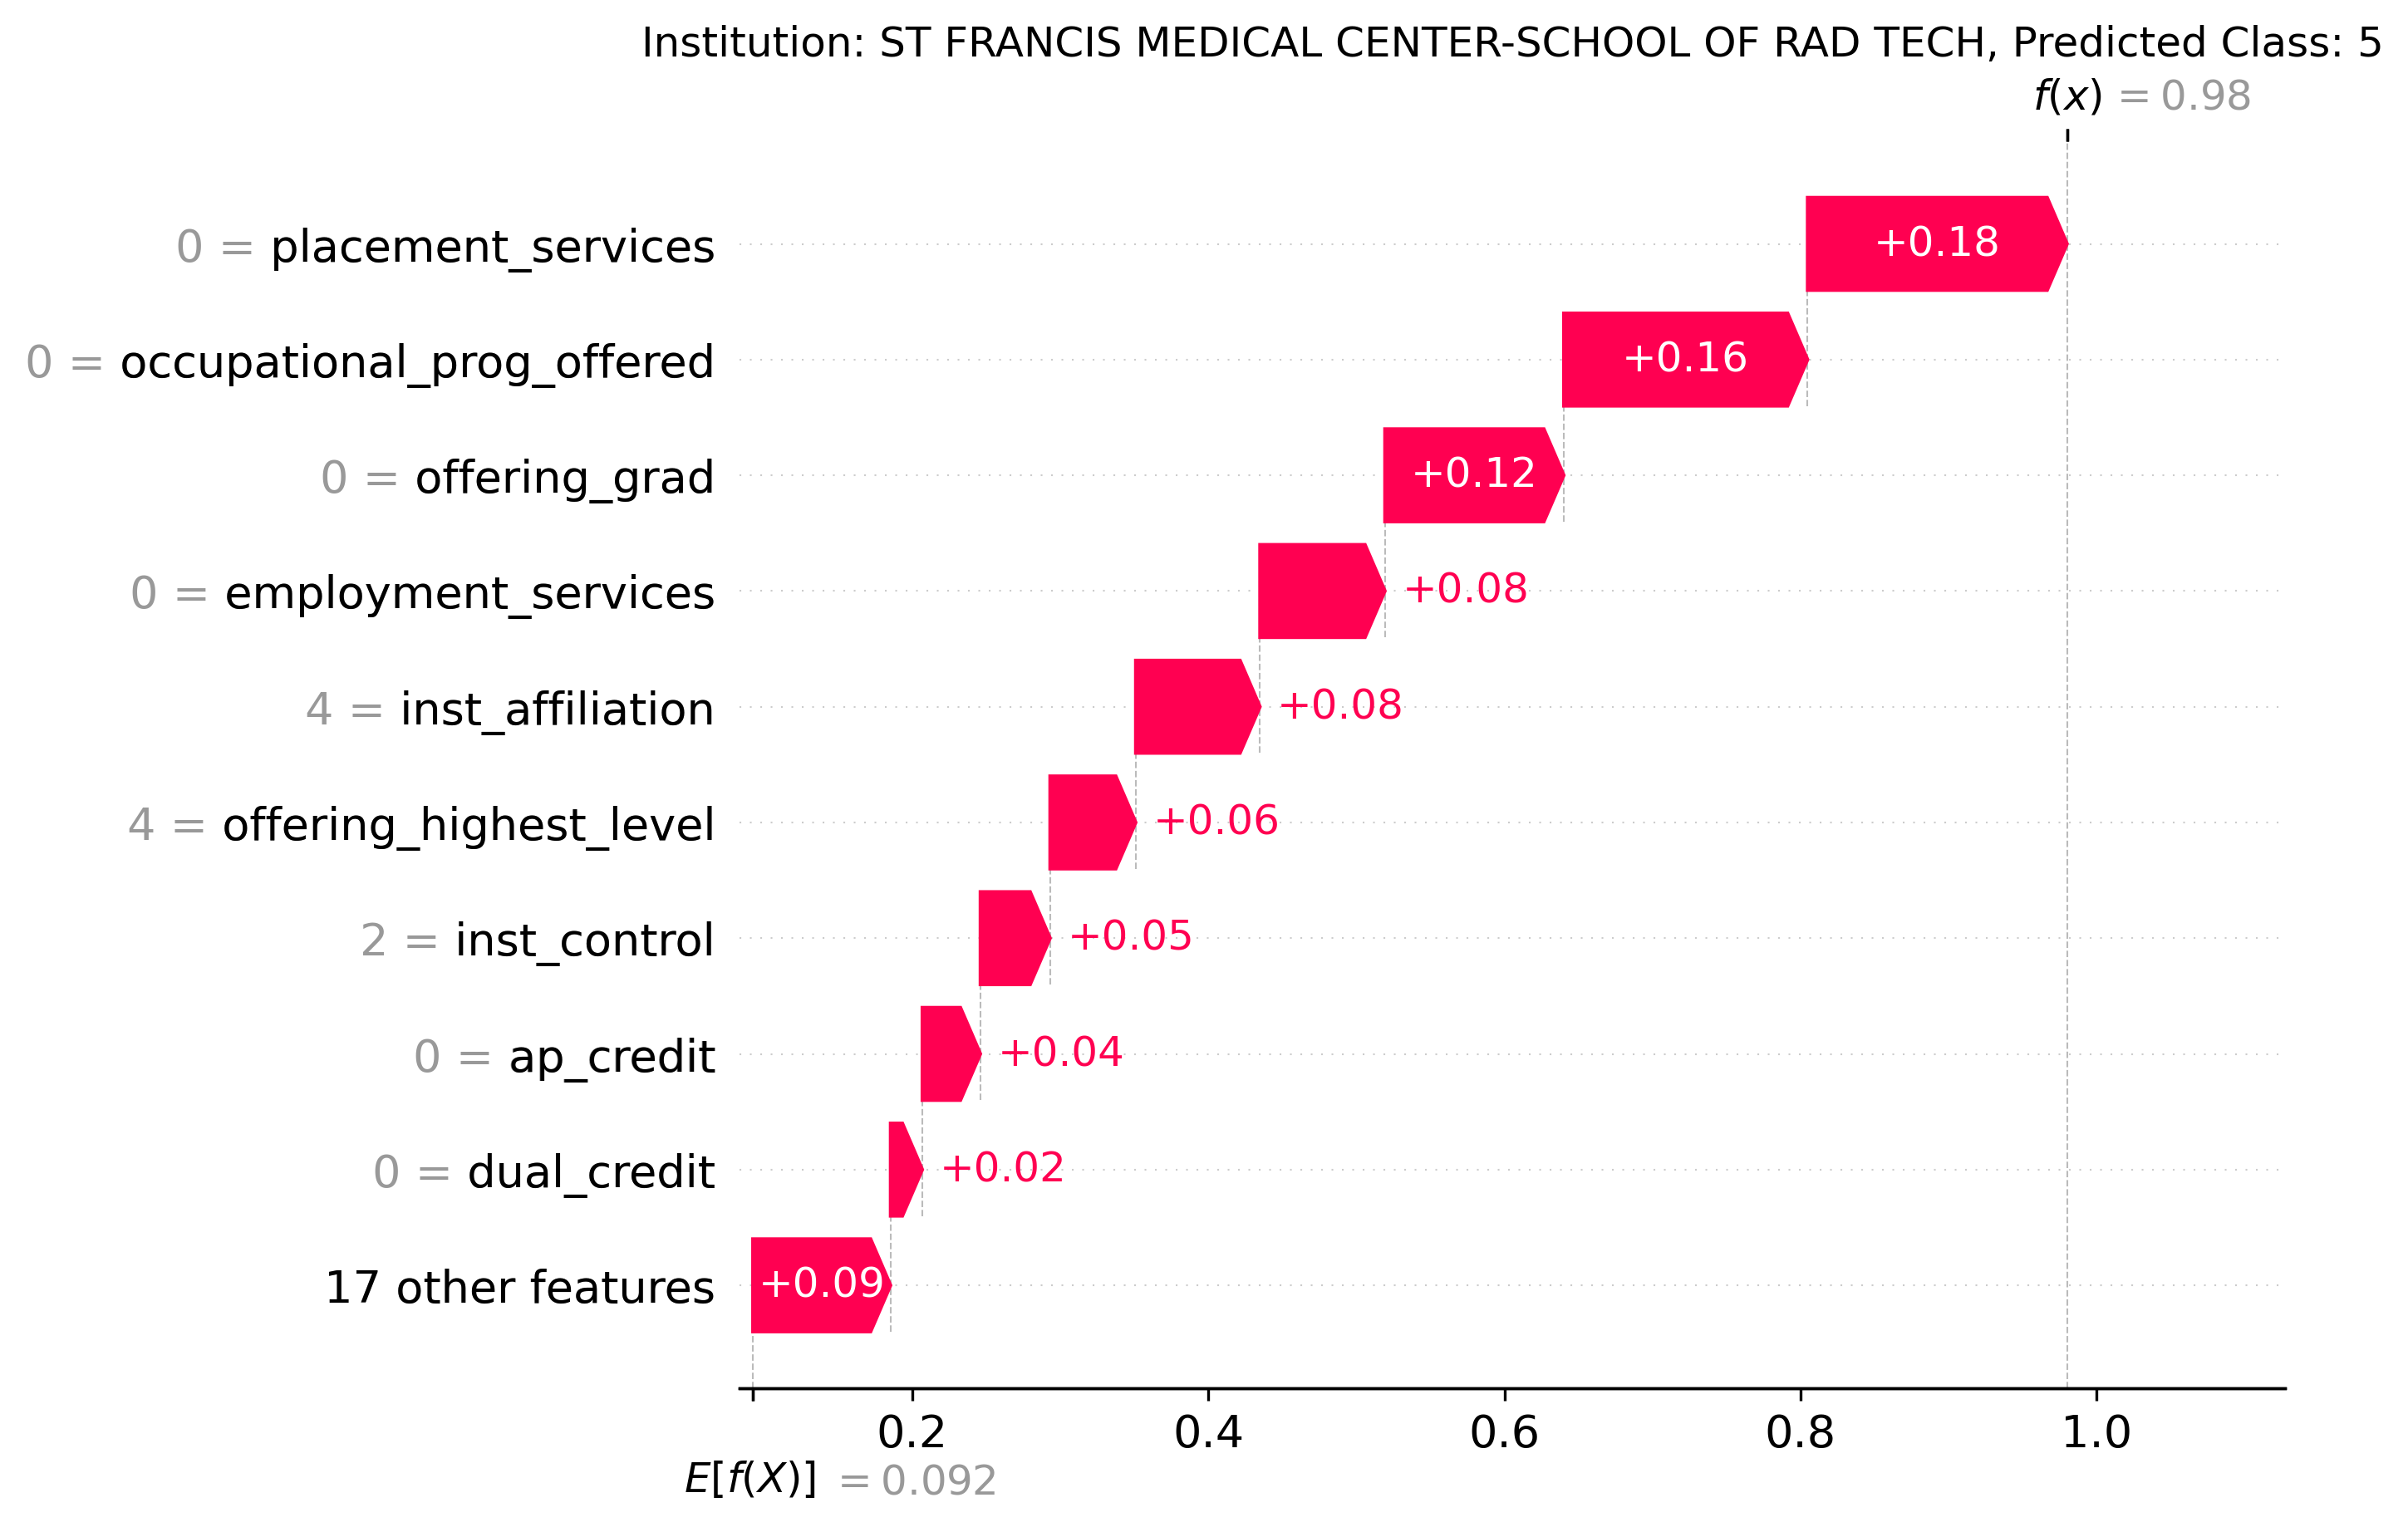 Institution: ST FRANCIS MEDICAL CENTER-SCHOOL OF RAD TECH, Predicted Class: 5
f(x) = 0.98
0 = placement_services +0.18
0 = occupational_prog_offered +0.16
0 = offering_grad +0.12
0 = employment_services +0.08
4 = inst_affiliation +0.08
4 = offering_highest_level +0.06
2 = inst_control +0.05
0 = ap_credit +0.04
0 = dual_credit +0.02
17 other features +0.09
0.2 0.4 0.6 0.8 1.0
E[f(X)] = 0.092